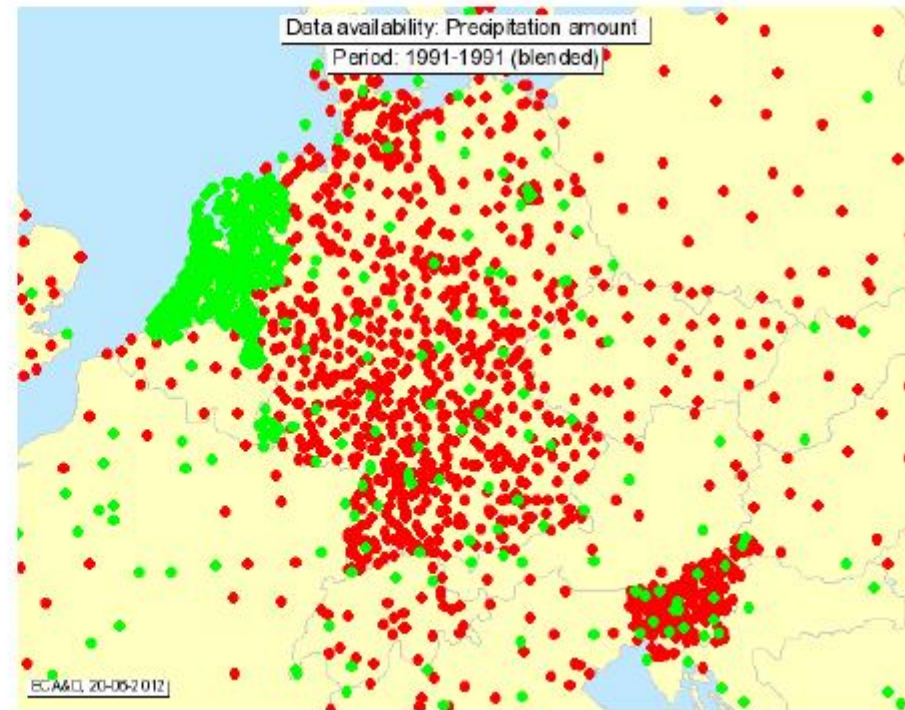 Data availability: Precipitation amount
Period: 1991-1991 (blended)
ECA&D, 20-06-2012